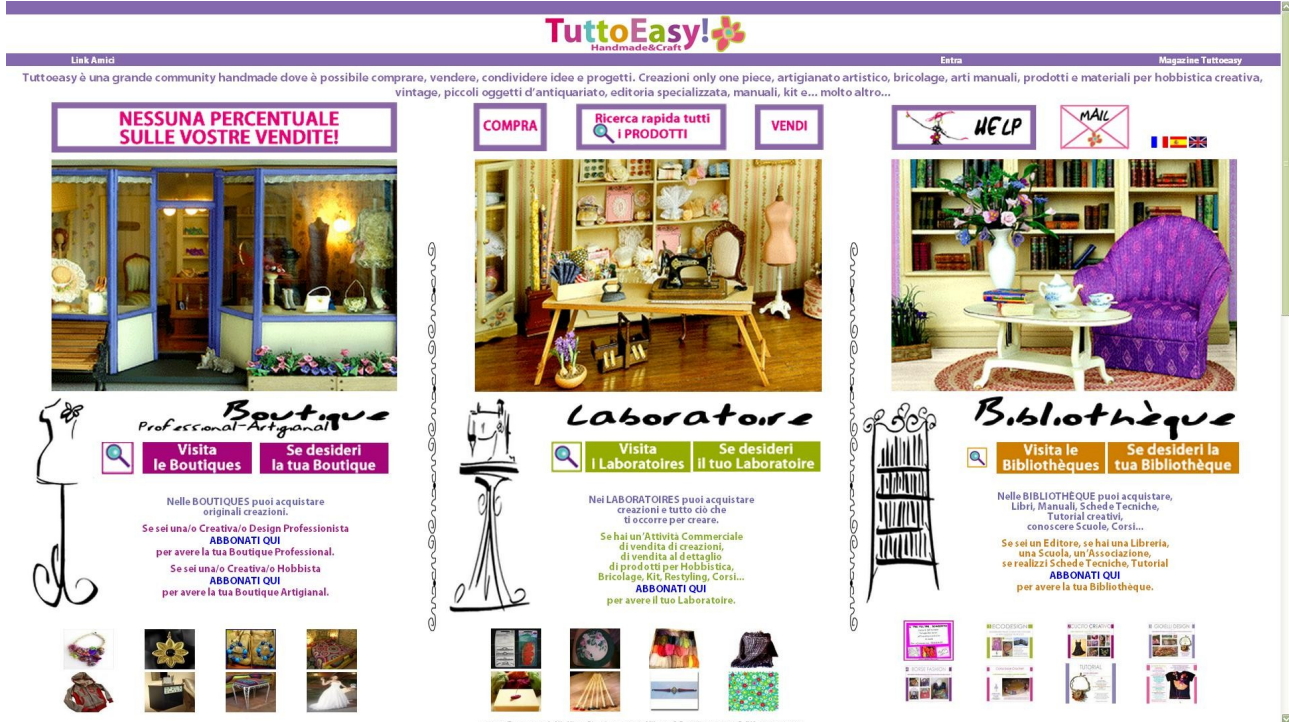 TuttoEasy!
Handmade&Craft
Link Amici
Entra
Magazine Tuttoeasy
Tuttoeasy è una grande community handmade dove è possibile comprare, vendere, condividere idee e progetti. Creazioni only one piece, artigianato artistico, bricolage, arti manuali, prodotti e materiali per hobbistica creativa,
vintage, piccoli oggetti d'antiquariato, editoria specializzata, manuali, kit e... molto altro...
NESSUNA PERCENTUALE
SULLE VOSTRE VENDITE!
COMPRA
Ricerca rapida tutti
i PRODOTTI
VENDI
HELP
MAIL
Boutique
Professional-Artigianal
Visita
le Boutiques
Se desideri
la tua Boutique
Nelle BOUTIQUES puoi acquistare
originali creazioni.
Se sei una/o Creativa/o Design Professionista
ABBONATI QUI
per avere la tua Boutique Professional.
Se sei una/o Creativa/o Hobbista
ABBONATI QUI
per avere la tua Boutique Artigianal.
Laboratoire
Visita
I Laboratoires
Se desideri
il tuo Laboratoire
Nei LABORATOIRES puoi acquistare
creazioni e tutto ciò che
ti occorre per creare.
Se hai un'Attività Commerciale
di vendita di creazioni,
di vendita al dettaglio
di prodotti per Hobbistica,
Bricolage, Kit, Restyling, Corsi...
ABBONATI QUI
per avere il tuo Laboratoire.
Bibliothèque
Visita le
Bibliothèques
Se desideri la
tua Bibliothèque
Nelle BIBLIOTHÈQUE puoi acquistare,
Libri, Manuali, Schede Tecniche,
Tutorial creativi,
conoscere Scuole, Corsi...
Se sei un Editore, se hai una Libreria,
una Scuola, un'Associazione,
se realizzi Schede Tecniche, Tutorial
ABBONATI QUI
per avere la tua Bibliothèque.
ECODESIGN
CUCITO CREATIVO
GIOIELLI DESIGN
BORSE FASHION
TUTORIAL